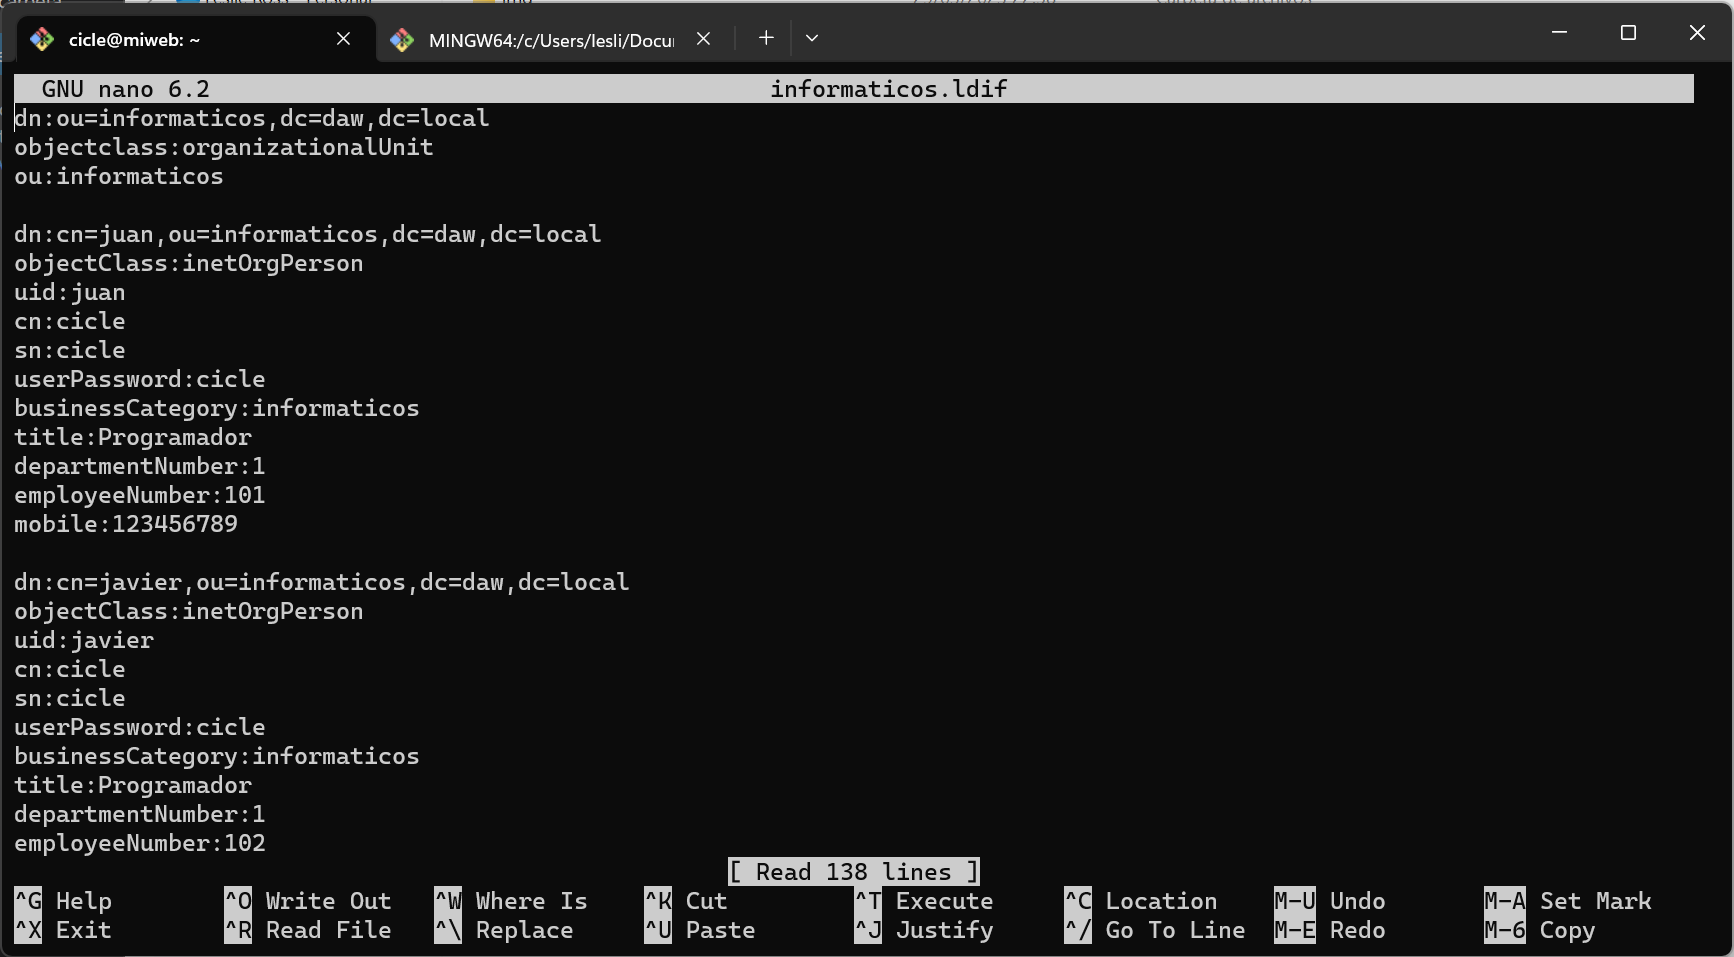 cicle@miweb: ~
MINGW64:/c/Users/lesli/Docu
GNU nano 6.2 informaticos.ldif
dn:ou=informaticos,dc=daw,dc=local
objectclass:organizationalUnit
ou:informaticos
dn:cn=juan,ou=informaticos,dc=daw,dc=local
objectClass:inetOrgPerson
uid:juan
cn:cicle
sn:cicle
userPassword:cicle
businessCategory:informaticos
title:Programador
departmentNumber:1
employeeNumber:101
mobile:123456789
dn:cn=javier,ou=informaticos,dc=daw,dc=local
objectClass:inetOrgPerson
uid:javier
cn:cicle
sn:cicle
userPassword:cicle
businessCategory:informaticos
title:Programador
departmentNumber:1
employeeNumber:102
[ Read 138 lines ]
^G Help ^O Write Out ^W Where Is ^K Cut ^T Execute ^C Location M-U Undo M-A Set Mark
^X Exit ^R Read File ^\ Replace ^U Paste ^J Justify ^/ Go To Line M-E Redo M-6 Copy